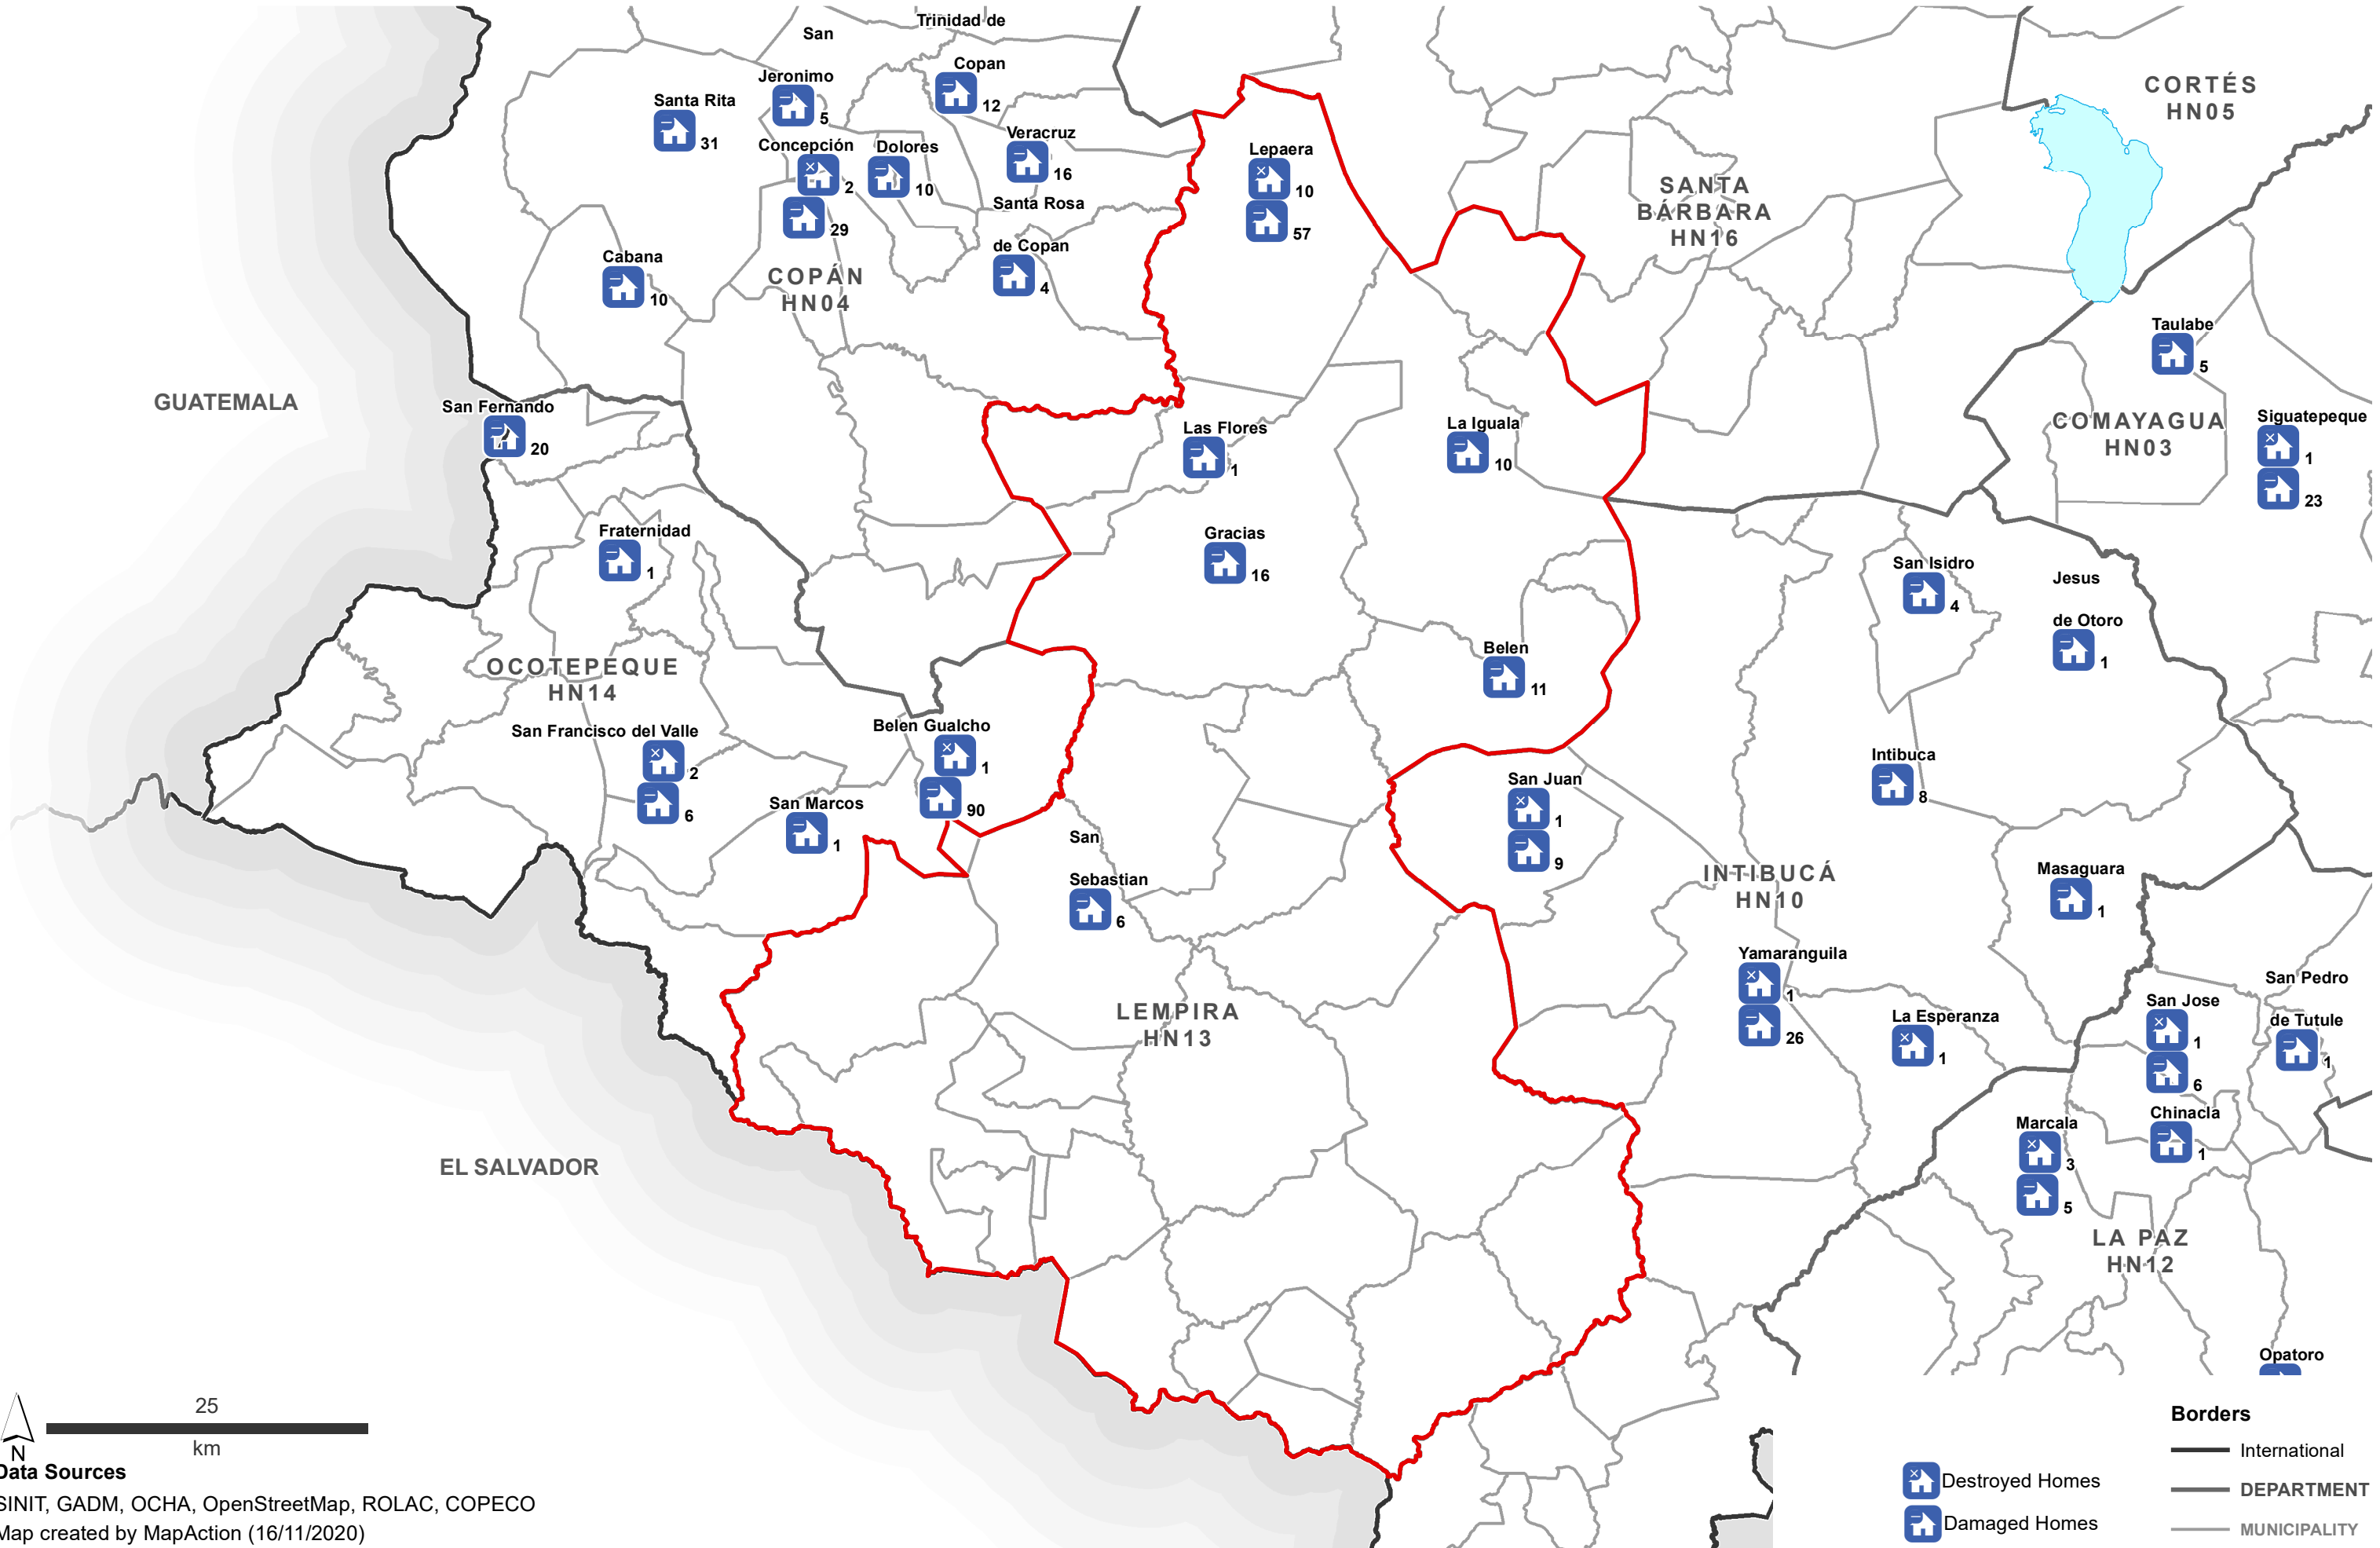 Trinidad de
San
Copan
12
Jeronimo
5
Santa Rita
31
CORTÉS
HN05
Veracruz
16
Concepción
2
29
Dolores
10
Lepaera
10
57
SANTA
BÁRBARA
HN16
Santa Rosa
de Copan
4
Cabana
10
COPÁN
HN04
Taulabe
5
GUATEMALA
San Fernando
20
Las Flores
1
La Iguala
10
COMAYAGUA
HN03
Siguatepeque
1
23
Fraternidad
1
Gracias
16
San Isidro
4
Jesus
de Otoro
1
OCOTEPEQUE
HN14
Belen
11
San Francisco del Valle
2
6
Belen Gualcho
1
90
San Marcos
1
Intibuca
8
San Juan
1
9
San
Sebastian
6
INTIBUCÁ
HN10
Masaguara
1
Yamaranguila
1
26
San Pedro
de Tutule
1
San Jose
1
6
LEMPIRA
HN13
La Esperanza
1
Chinacla
1
Marcala
3
5
EL SALVADOR
LA PAZ
HN12
Opatoro
25
km
N
Data Sources
SINIT, GADM, OCHA, OpenStreetMap, ROLAC, COPECO
Map created by MapAction (16/11/2020)
Destroyed Homes
Damaged Homes
Borders
International
DEPARTMENT
MUNICIPALITY